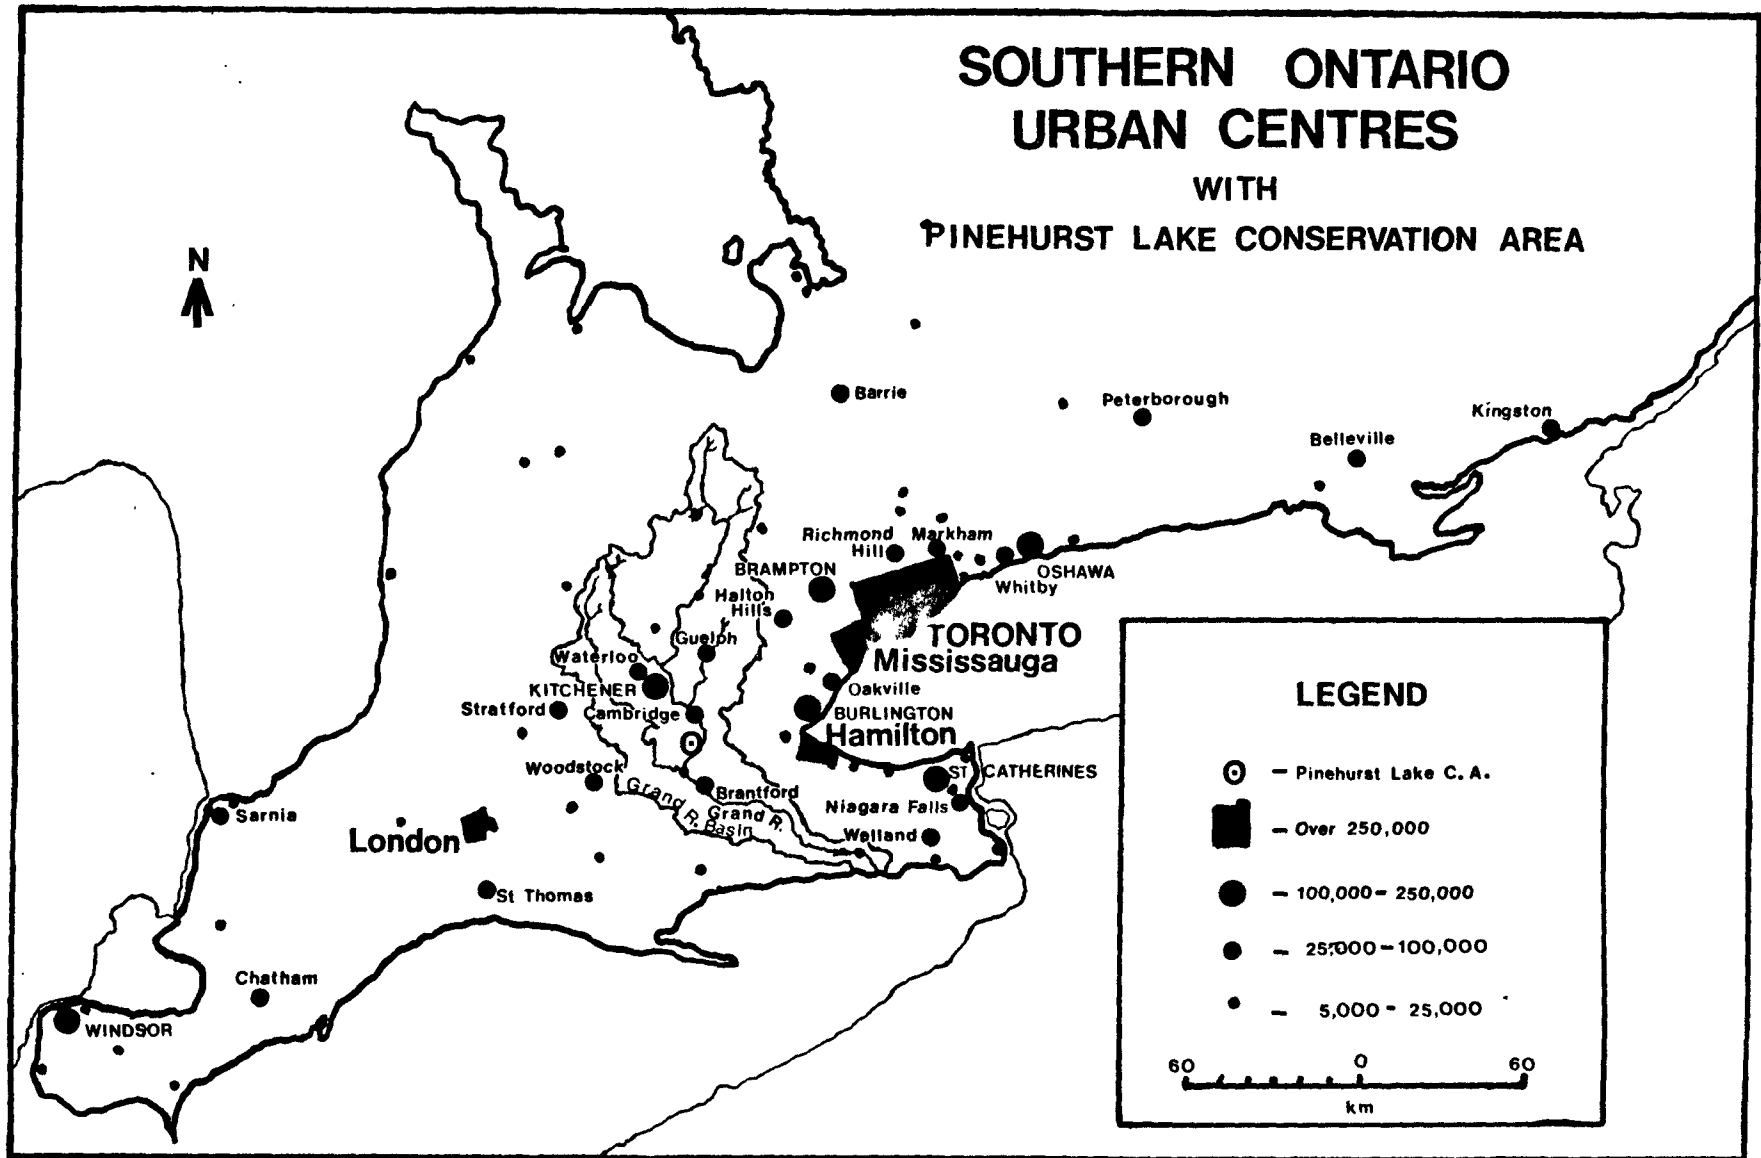 SOUTHERN ONTARIO
URBAN CENTRES
WITH
PINEHURST LAKE CONSERVATION AREA
N
Barrie
Peterborough
Kingston
Belleville
Richmond
Hill
Markham
BRAMPTON
OSHAWA
Whitby
Halton
Hills
TORONTO
Guelph
Mississauga
Waterloo
KITCHENER
Oakville
Stratford
Cambridge
BURLINGTON
Hamilton
Woodstock
ST. CATHERINES
Brantford
Grand R.
Basin
Grand R.
Niagara Falls
Welland
Sarnia
London
St Thomas
Chatham
WINDSOR
LEGEND
– Pinehurst Lake C. A.
– Over 250,000
– 100,000 – 250,000
– 25,000 – 100,000
– 5,000 - 25,000
60 0 60
km